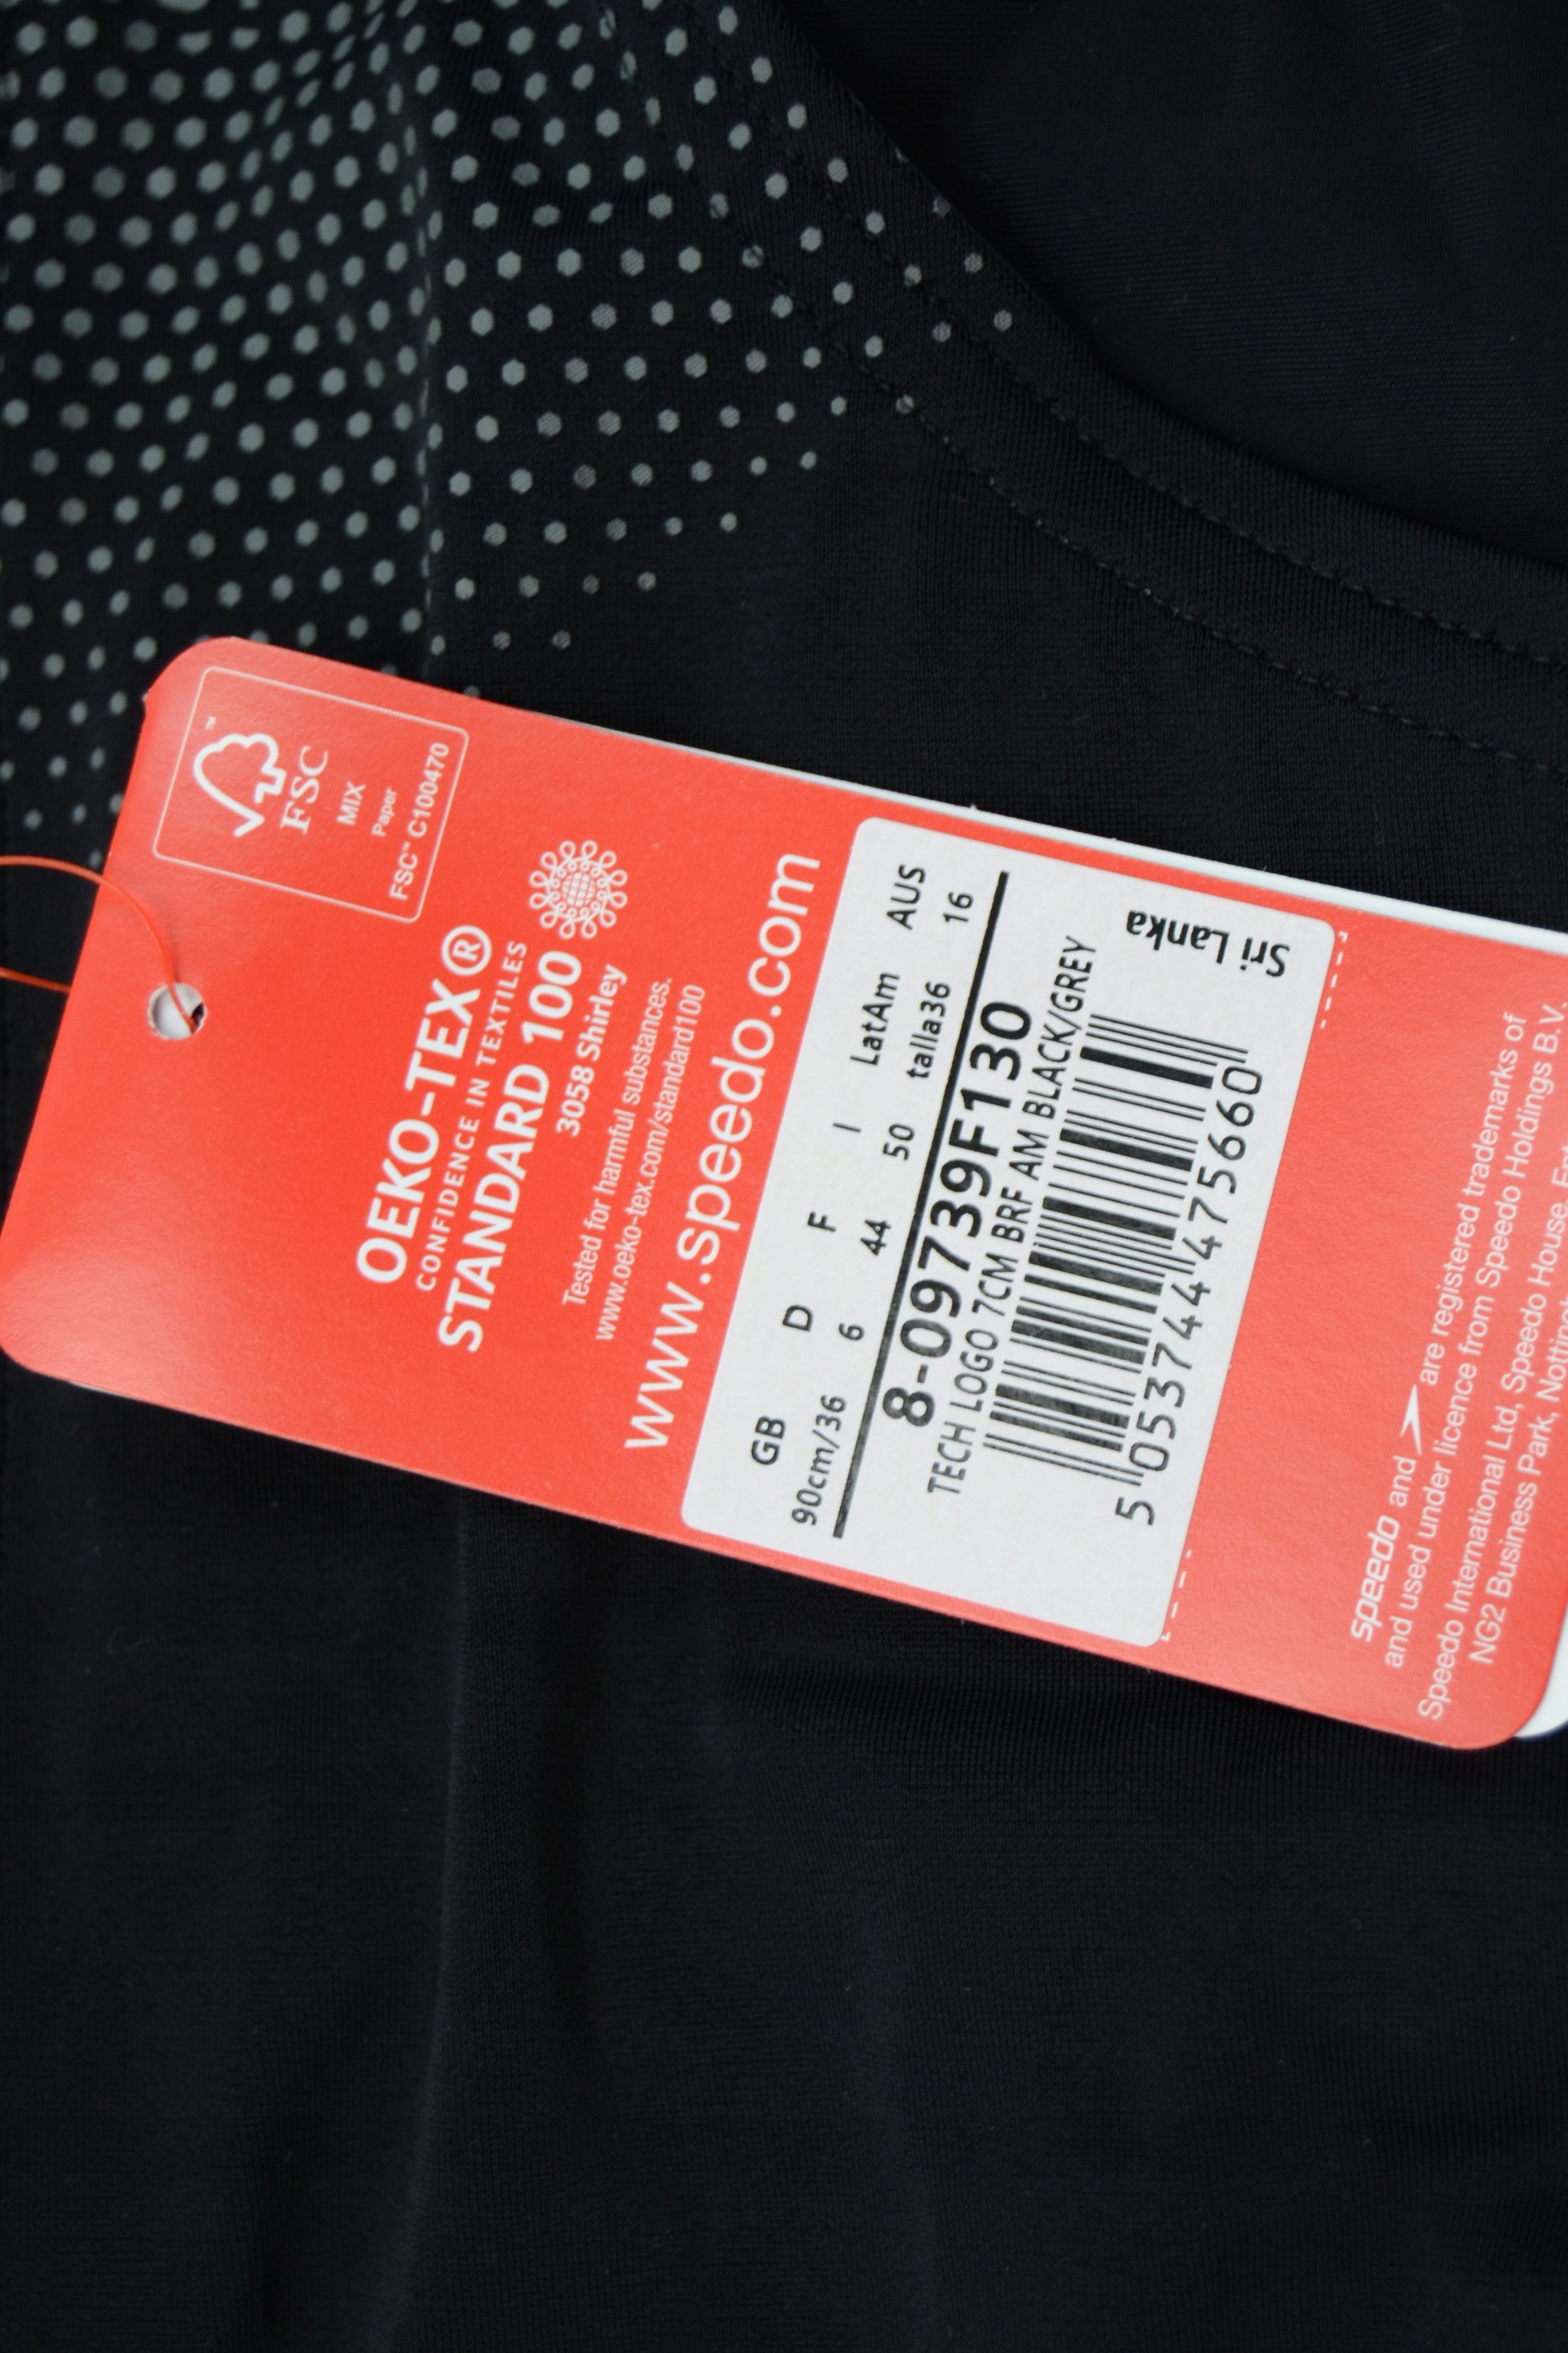 FSC
MIX
Paper
FSC™ C100470
OEKO-TEX®
CONFIDENCE IN TEXTILES
STANDARD 100
3058 Shirley
Tested for harmful substances.
www.oeko-tex.com/standard100
www.speedo.com
GB D F I LatAm AUS
90cm/36 6 44 50 talla36 16
8-09739F130
TECH LOGO 7CM BRF AM BLACK/GREY
5 053744 475660
Sri Lanka
speedo and are registered trademarks of
and used under licence from Speedo Holdings B.V.
Speedo International Ltd, Speedo House,
NG2 Business Park,